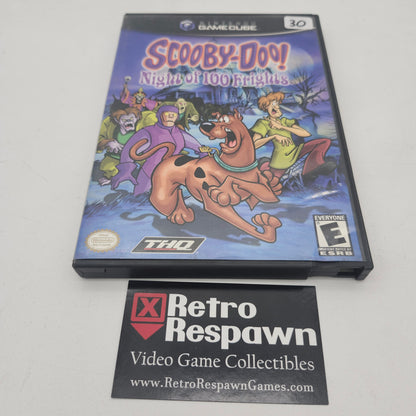 NINTENDO
GAMECUBE
30
SCOOBY-DOO!
Night of 100 Frights
THQ
EVERYONE
E
ESRB
Retro
Respawn
Video Game Collectibles
www.RetroRespawnGames.com